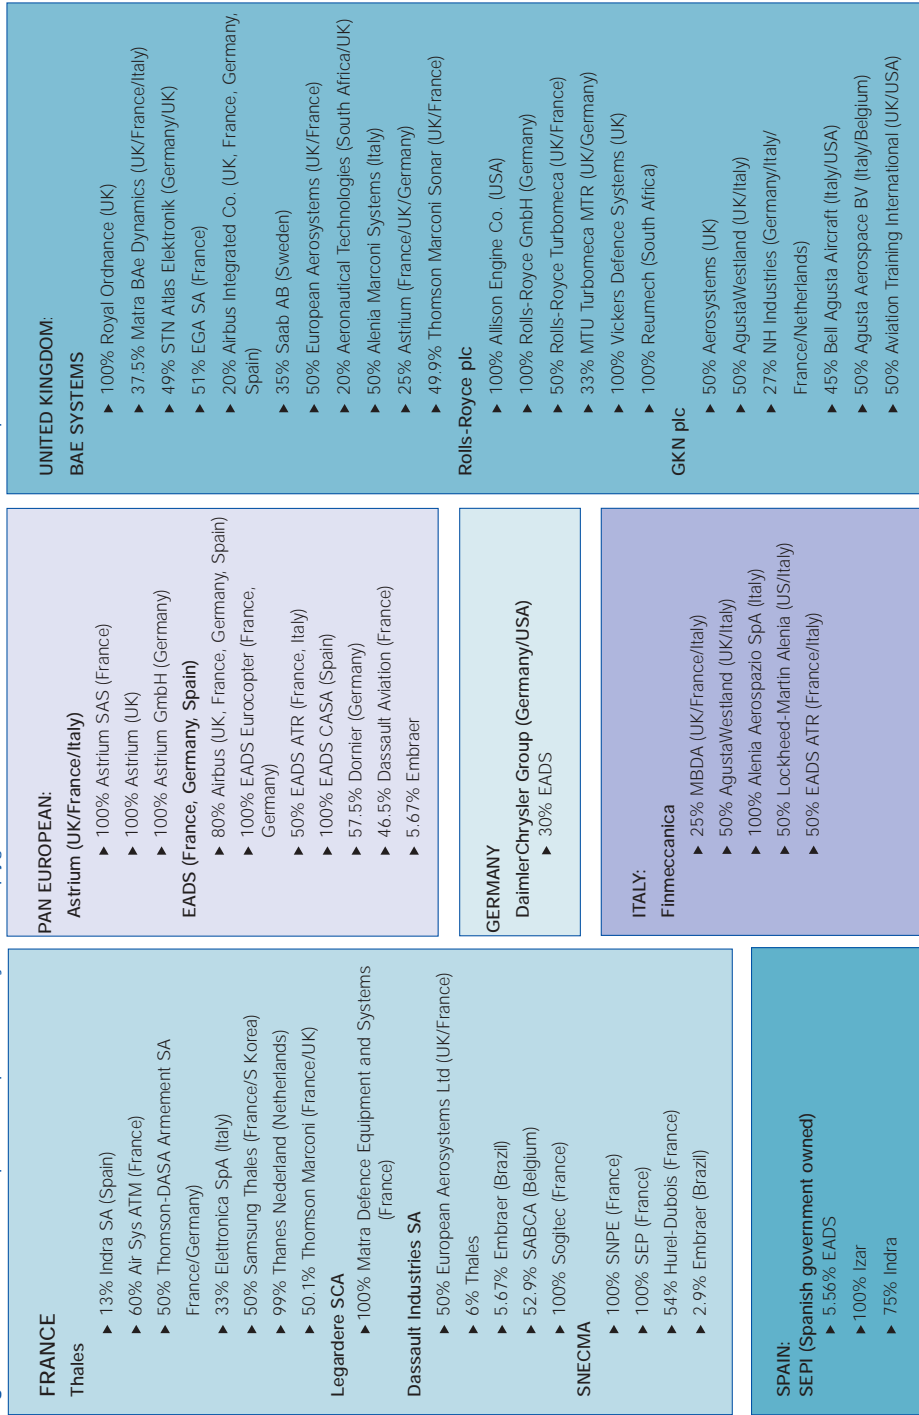 FRANCE
Thales
▶ 13% Indra SA (Spain)
▶ 60% Air Sys ATM (France)
▶ 50% Thomson-DASA Armement SA
France/Germany)
▶ 33% Elettronica SpA (Italy)
▶ 50% Samsung Thales (France/S Korea)
▶ 99% Thanes Nederland (Netherlands)
▶ 50.1% Thomson Marconi (France/UK)
Legardere SCA
▶ 100% Matra Defence Equipment and Systems
(France)
Dassault Industries SA
▶ 50% European Aerosystems Ltd (UK/France)
▶ 6% Thales
▶ 5.67% Embraer (Brazil)
▶ 52.9% SABCA (Belgium)
▶ 100% Sogitec (France)
SNECMA
▶ 100% SNPE (France)
▶ 100% SEP (France)
▶ 54% Hurel-Dubois (France)
▶ 2.9% Embraer (Brazil)
SPAIN:
SEPI (Spanish government owned)
▶ 5.56% EADS
▶ 100% Izar
▶ 75% Indra
PAN EUROPEAN:
Astrium (UK/France/Italy)
▶ 100% Astrium SAS (France)
▶ 100% Astrium (UK)
▶ 100% Astrium GmbH (Germany)
EADS (France, Germany, Spain)
▶ 80% Airbus (UK, France, Germany, Spain)
▶ 100% EADS Eurocopter (France,
Germany)
▶ 50% EADS ATR (France, Italy)
▶ 100% EADS CASA (Spain)
▶ 57.5% Dornier (Germany)
▶ 46.5% Dassault Aviation (France)
▶ 5.67% Embraer
GERMANY
DaimlerChrysler Group (Germany/USA)
▶ 30% EADS
ITALY:
Finmeccanica
▶ 25% MBDA (UK/France/Italy)
▶ 50% AgustaWestland (UK/Italy)
▶ 100% Alenia Aerospazio SpA (Italy)
▶ 50% Lockheed-Martin Alenia (US/Italy)
▶ 50% EADS ATR (France/Italy)
UNITED KINGDOM:
BAE SYSTEMS
▶ 100% Royal Ordnance (UK)
▶ 37.5% Matra BAe Dynamics (UK/France/Italy)
▶ 49% STN Atlas Elektronik (Germany/UK)
▶ 51% EGA SA (France)
▶ 20% Airbus Integrated Co. (UK, France, Germany,
Spain)
▶ 35% Saab AB (Sweden)
▶ 50% European Aerosystems (UK/France)
▶ 20% Aeronautical Technologies (South Africa/UK)
▶ 50% Alenia Marconi Systems (Italy)
▶ 25% Astrium (France/UK/Germany)
▶ 49.9% Thomson Marconi Sonar (UK/France)
Rolls-Royce plc
▶ 100% Allison Engine Co. (USA)
▶ 100% Rolls-Royce GmbH (Germany)
▶ 50% Rolls-Royce Turbomeca (UK/France)
▶ 33% MTU Turbomeca MTR (UK/Germany)
▶ 100% Vickers Defence Systems (UK)
▶ 100% Reumech (South Africa)
GKN plc
▶ 50% Aerosystems (UK)
▶ 50% AgustaWestland (UK/Italy)
▶ 27% NH Industries (Germany/Italy/
France/Netherlands)
▶ 45% Bell Agusta Aircraft (Italy/USA)
▶ 50% Agusta Aerospace BV (Italy/Belgium)
▶ 50% Aviation Training International (UK/USA)